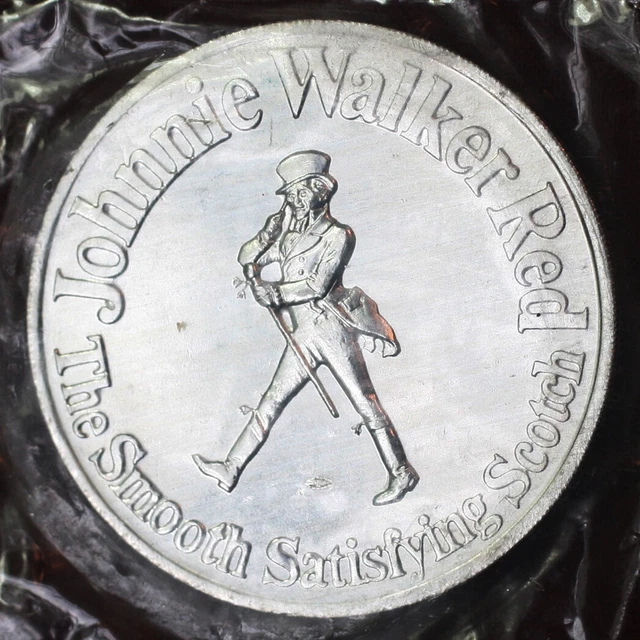 Johnnie Walker Red
The Smooth Satisfying Scotch